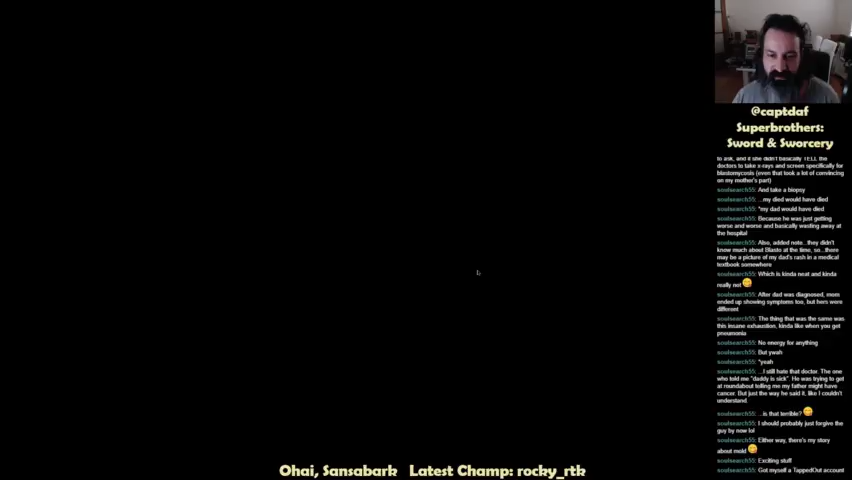 @captdaf
Superbrothers:
Sword & Sworcery
to ask, and if she didn't basically TELL the
doctors to take x-rays and screen specifically for
blastomycosis (even that took a lot of convincing
on my mother's part)
soulsearch55: And take a biopsy
soulsearch55: ...my died would have died
soulsearch55: *my dad would have died
soulsearch55: Because he was just getting
worse and worse and basically wasting away at
the hospital
soulsearch55: Also, added note...they didn't
know much about Blasto at the time, so...there
may be a picture of my dad's rash in a medical
textbook somewhere
soulsearch55: Which is kinda neat and kinda
really not
soulsearch55: After dad was diagnosed, mom
ended up showing symptoms too, but hers were
different
soulsearch55: The thing that was the same was
this insane exhaustion, kinda like when you get
pneumonia
soulsearch55: No energy for anything
soulsearch55: But ywah
soulsearch55: *yeah
soulsearch55: ...I still hate that doctor. The one
who told me "daddy is sick" He was trying to get
at roundabout telling me my father might have
cancer. But just the way he said it, like I couldn't
understand.
soulsearch55: ...is that terrible?
soulsearch55: I should probably just forgive the
guy by now lol
soulsearch55: Either way, there's my story
about mold
soulsearch55: Exciting stuff
soulsearch55: Got myself a TappedOut account
Ohai, Sansabark Latest Champ: rocky_rtk